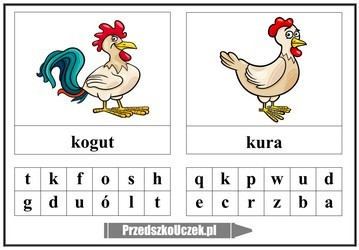 kogut
t k f o s h
g d u ó l t
kura
q k p w u d
e c r z b a
PrzedszkoUczek.pl